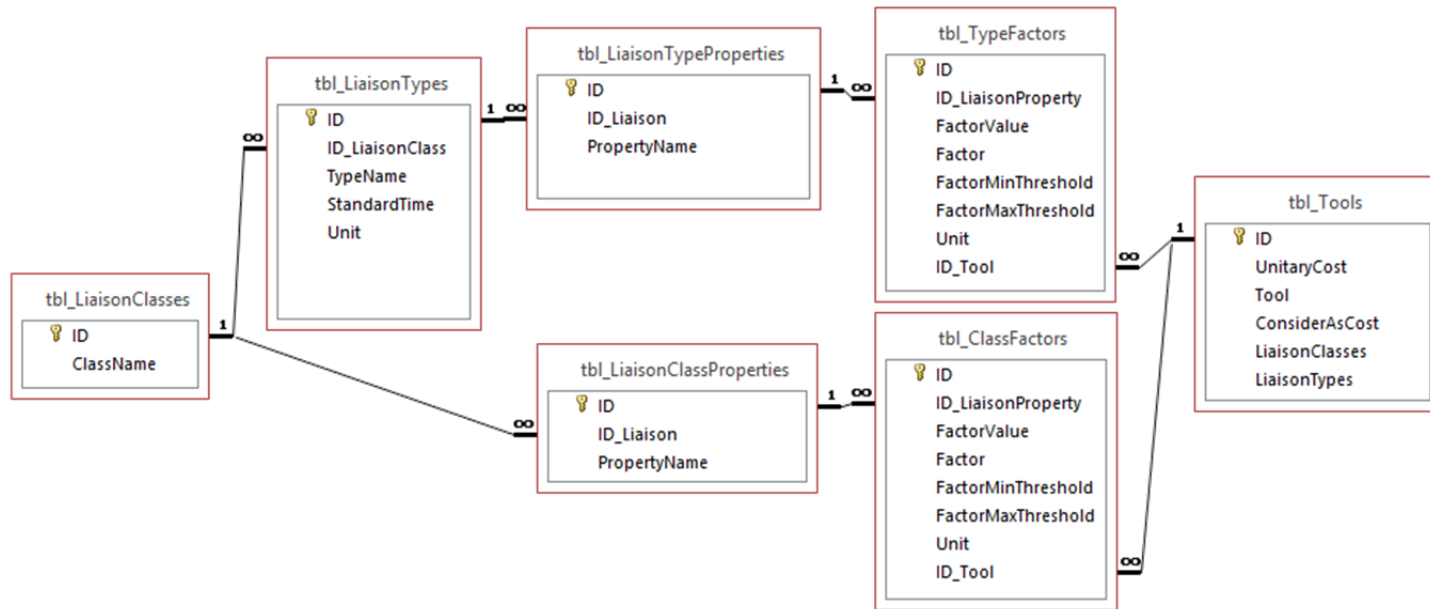 tbl_LiaisonClasses
ID
ClassName
1
∞
tbl_LiaisonTypes
ID
ID_LiaisonClass
TypeName
StandardTime
Unit
1
∞
tbl_LiaisonTypeProperties
ID
ID_Liaison
PropertyName
1
∞
tbl_TypeFactors
ID
ID_LiaisonProperty
FactorValue
Factor
FactorMinThreshold
FactorMaxThreshold
Unit
ID_Tool
∞
∞
tbl_LiaisonClassProperties
ID
ID_Liaison
PropertyName
1
∞
tbl_ClassFactors
ID
ID_LiaisonProperty
FactorValue
Factor
FactorMinThreshold
FactorMaxThreshold
Unit
ID_Tool
∞
1
tbl_Tools
ID
UnitaryCost
Tool
ConsiderAsCost
LiaisonClasses
LiaisonTypes